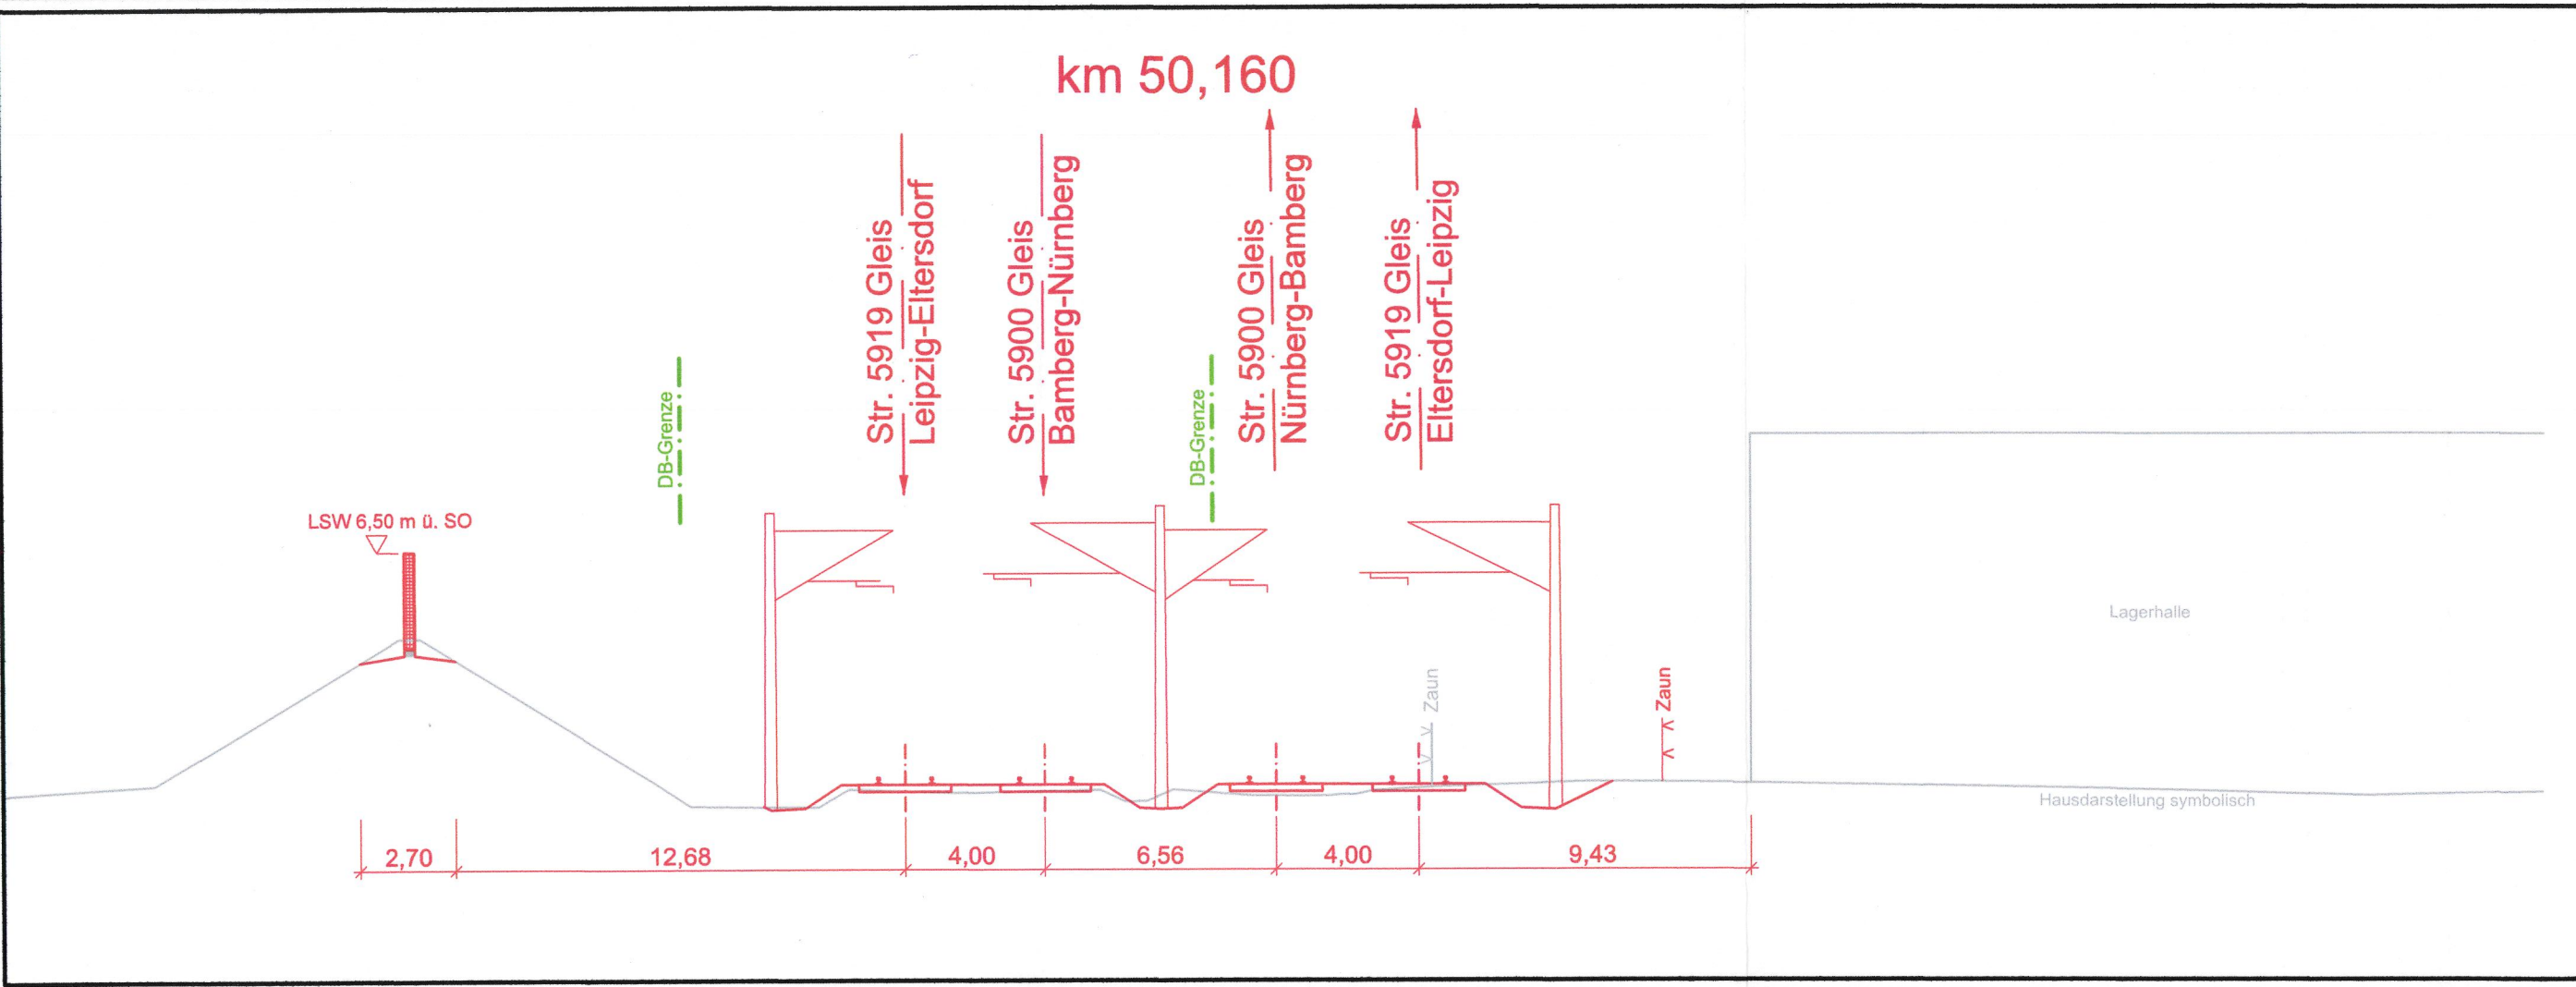 km 50,160
Str. 5919 Gleis
Leipzig-Eltersdorf
Str. 5900 Gleis
Bamberg-Nürnberg
Str. 5900 Gleis
Nürnberg-Bamberg
Str. 5919 Gleis
Eltersdorf-Leipzig
DB-Grenze
DB-Grenze
LSW 6,50 m ü. SO
Lagerhalle
Zaun
Zaun
Hausdarstellung symbolisch
2,70
12,68
4,00
6,56
4,00
9,43